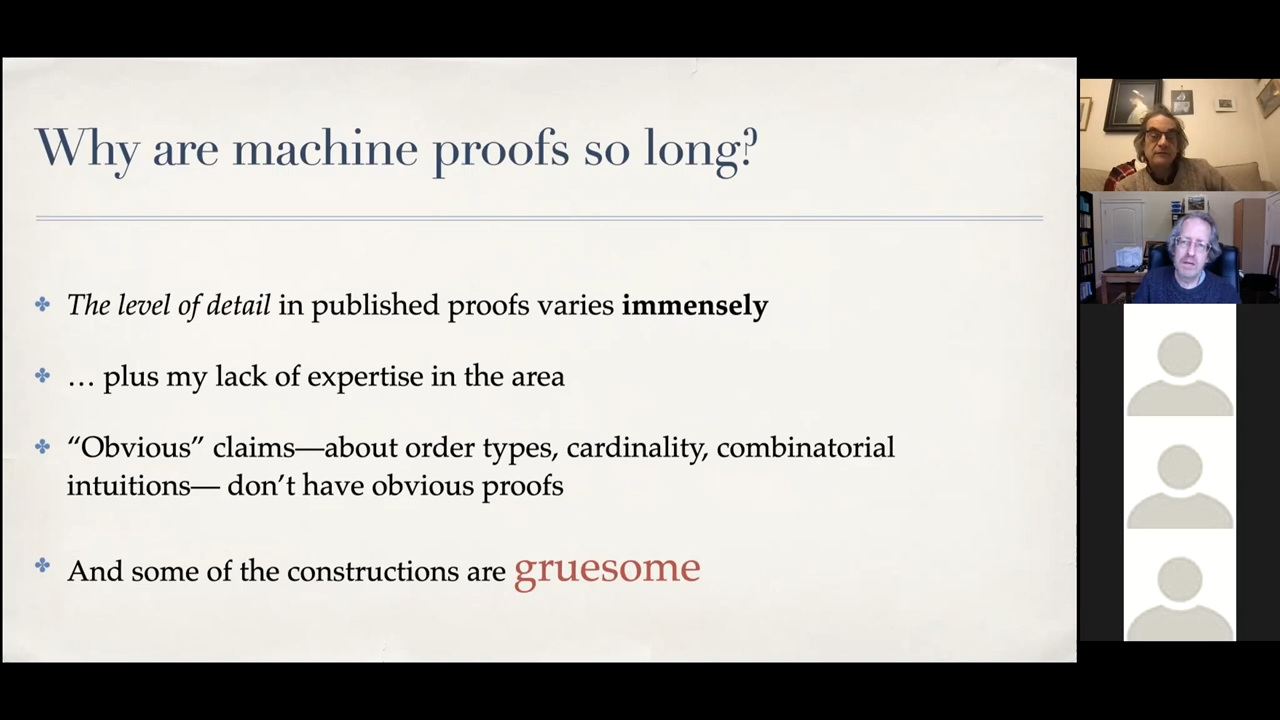 Why are machine proofs so long?
The level of detail in published proofs varies immensely
… plus my lack of expertise in the area
“Obvious” claims—about order types, cardinality, combinatorial
intuitions— don’t have obvious proofs
And some of the constructions are gruesome